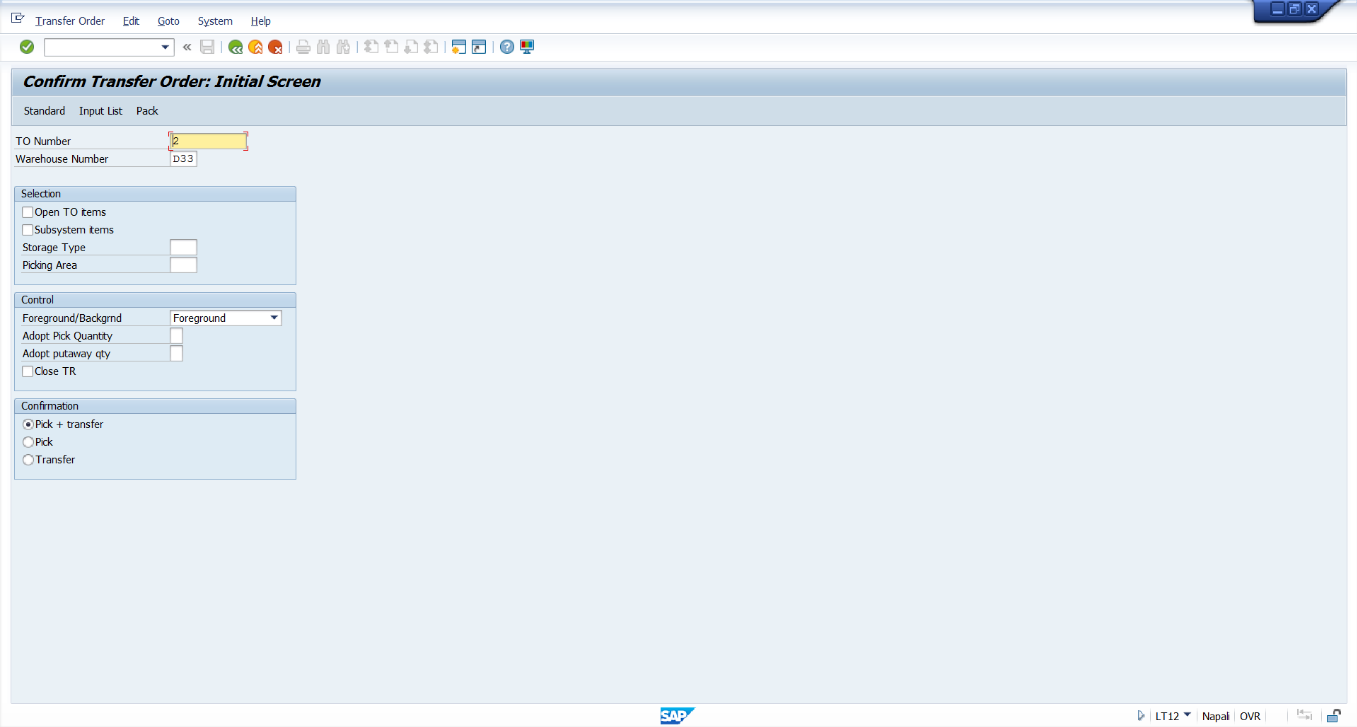 Transfer Order Edit Goto System Help
Confirm Transfer Order: Initial Screen
Standard Input List Pack
TO Number 2
Warehouse Number D33
Selection
Open TO items
Subsystem items
Storage Type
Picking Area
Control
Foreground/Backgrnd Foreground
Adopt Pick Quantity
Adopt putaway qty
Close TR
Confirmation
Pick + transfer
Pick
Transfer
SAP LT12 Napali OVR